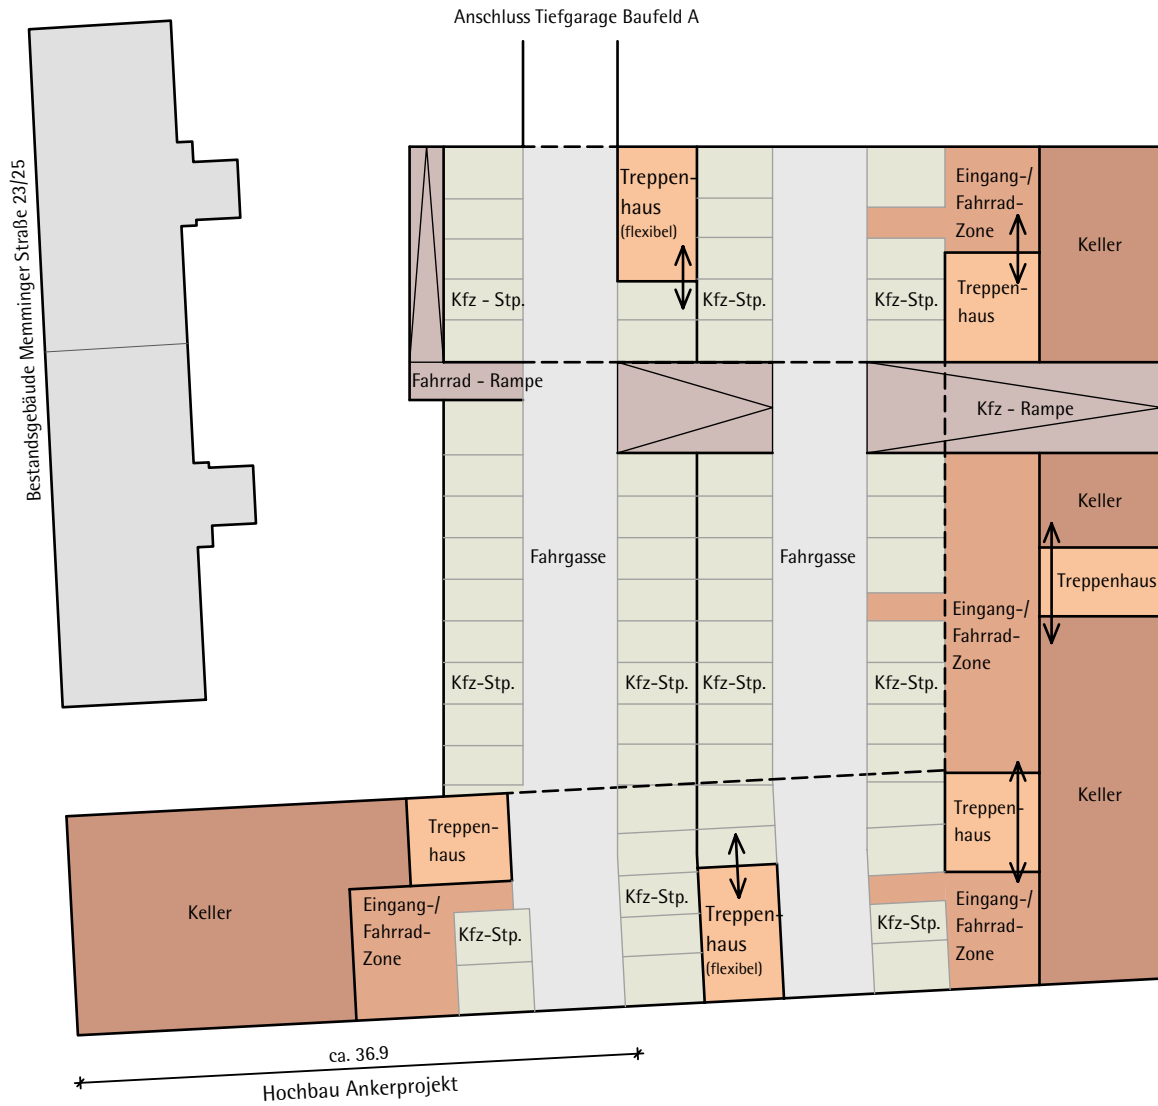 Anschluss Tiefgarage Baufeld A
Bestandsgebäude Memminger Straße 23/25
Treppen-
haus
(flexibel)
Eingang-/
Fahrrad-
Zone
Keller
Kfz - Stp.
Kfz-Stp.
Kfz-Stp.
Treppen-
haus
Fahrrad - Rampe
Kfz - Rampe
Keller
Fahrgasse
Fahrgasse
Treppenhaus
Eingang-/
Fahrrad-
Zone
Kfz-Stp.
Kfz-Stp.
Kfz-Stp.
Kfz-Stp.
Keller
Treppen-
haus
Treppen-
haus
Keller
Eingang-/
Fahrrad-
Zone
Kfz-Stp.
Kfz-Stp.
Treppen-
haus
(flexibel)
Kfz-Stp.
Eingang-/
Fahrrad-
Zone
ca. 36.9
Hochbau Ankerprojekt